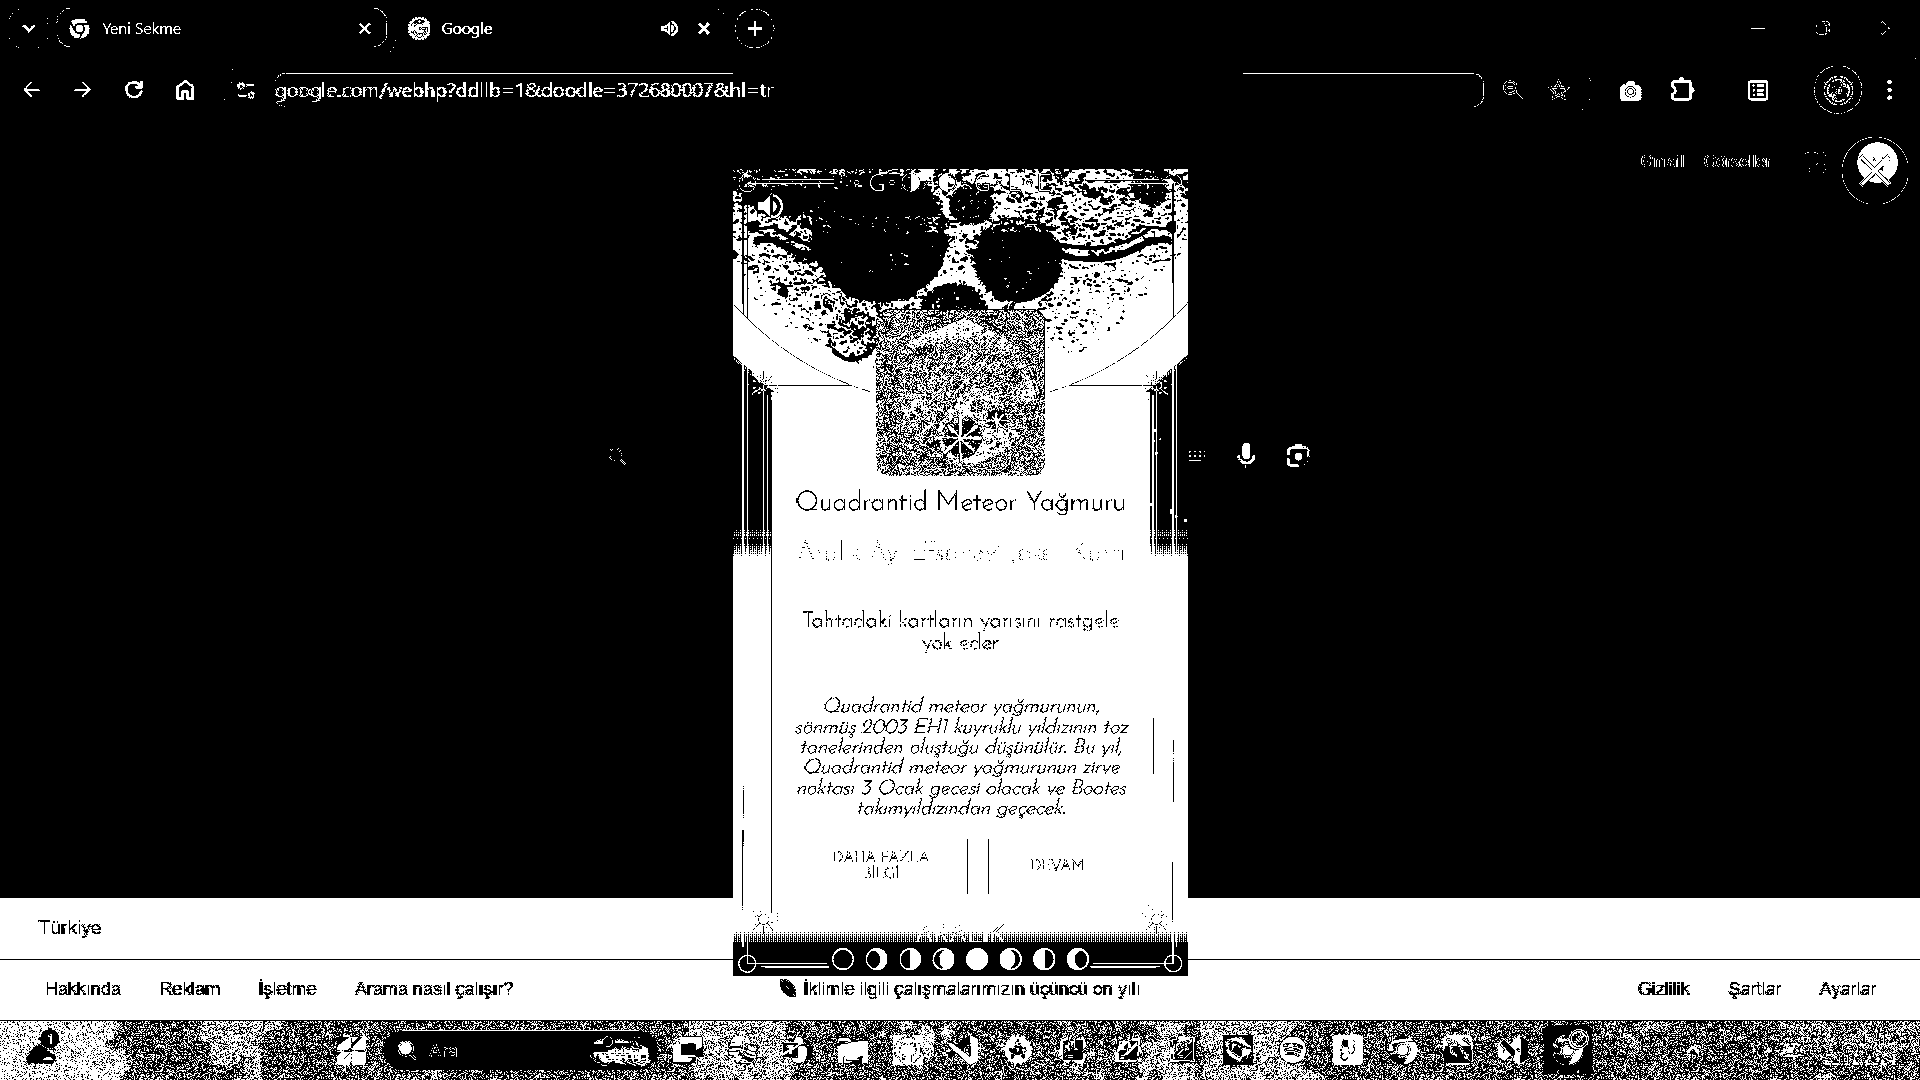 Yeni Sekme
Google
google.com/webhp?ddllb=1&doodle=372680007&hl=tr
Gmail Görseller
Quadrantid Meteor Yağmuru
Tahtadaki kartların yarısını rastgele
yok eder
Quadrantid meteor yağmurunun,
sönmüş 2003 EH1 kuyruklu yıldızının toz
tanelerinden oluştuğu düşünülür. Bu yıl,
Quadrantid meteor yağmurunun zirve
noktası 3 Ocak gecesi olacak ve Bootes
takımyıldızından geçecek.
DAHA FAZLA
BİLGİ
DEVAM
Türkiye
Hakkında Reklam İşletme Arama nasıl çalışır?
İklimle ilgili çalışmalarımızın üçüncü on yılı
Gizlilik Şartlar Ayarlar
1
Ara